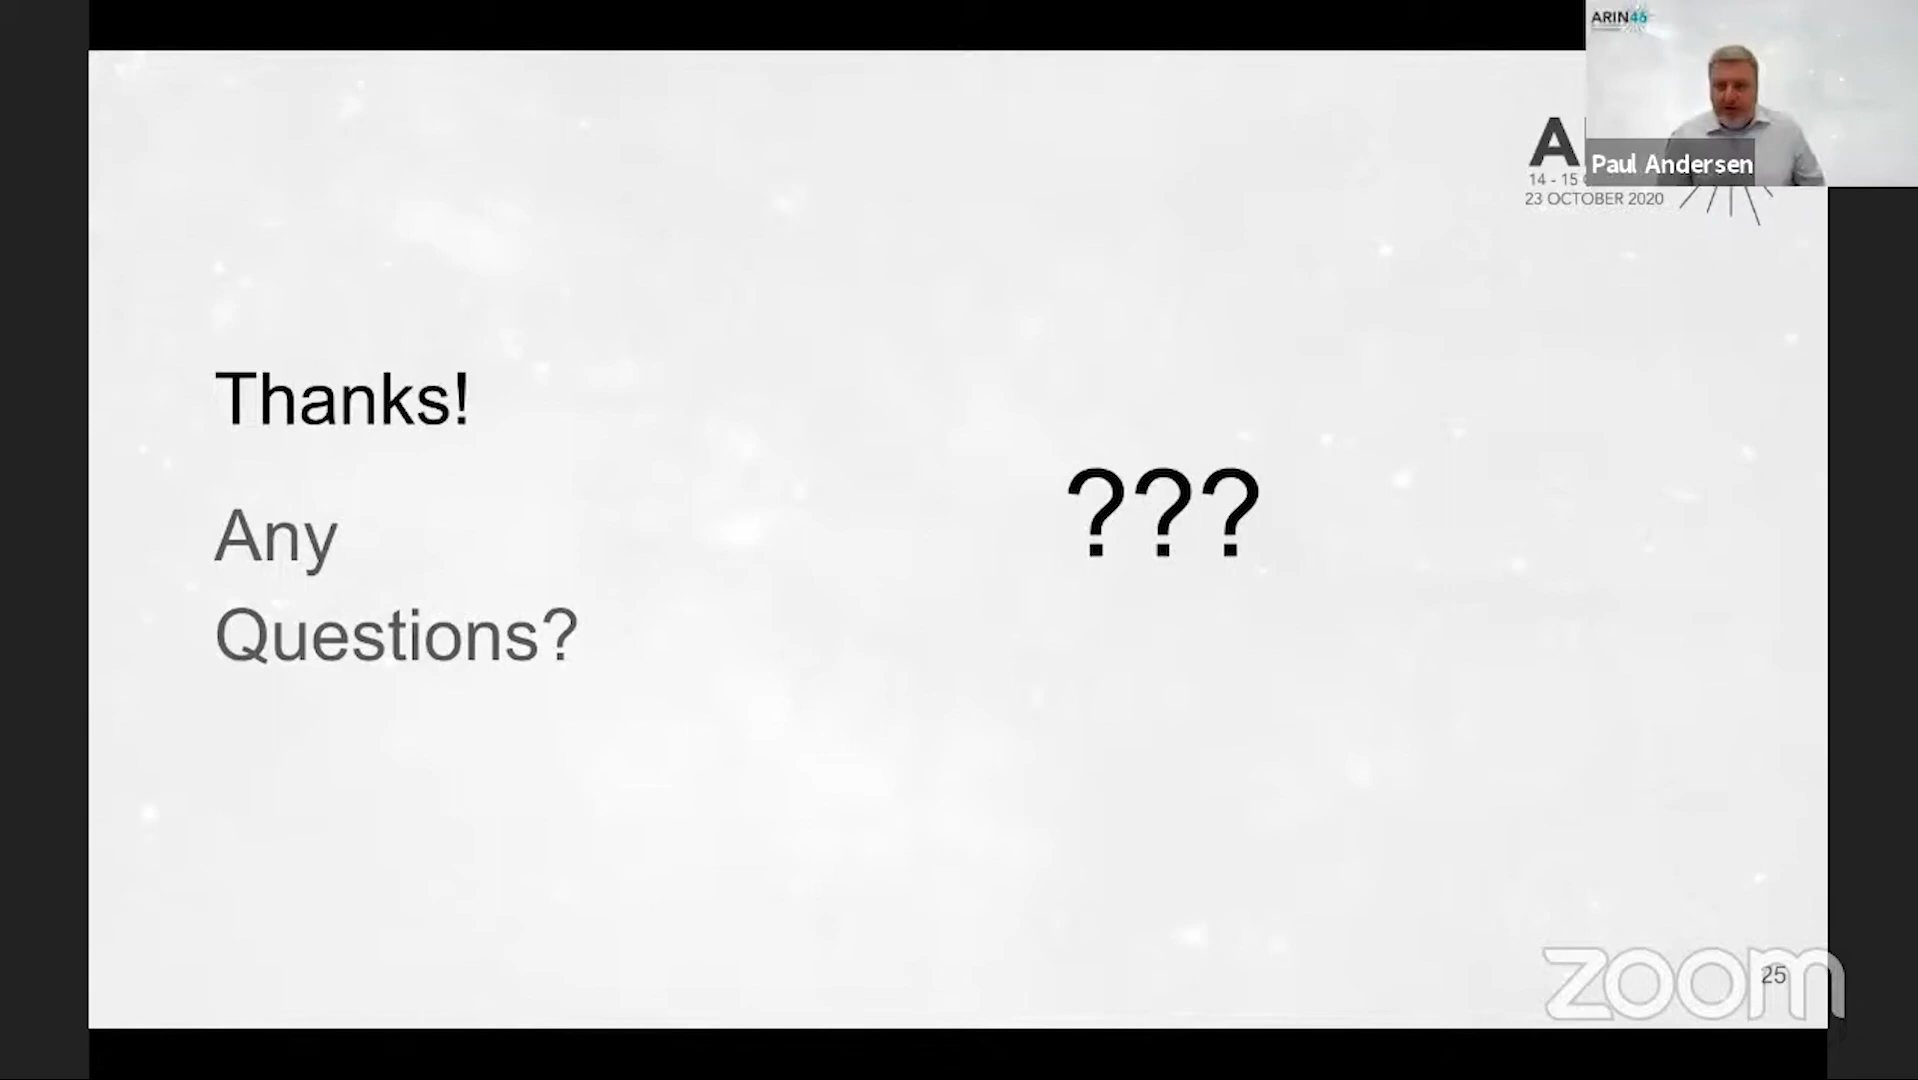 ARIN46
A
Paul Andersen
14 - 15
23 OCTOBER 2020
Thanks!
???
Any
Questions?
zoom
25